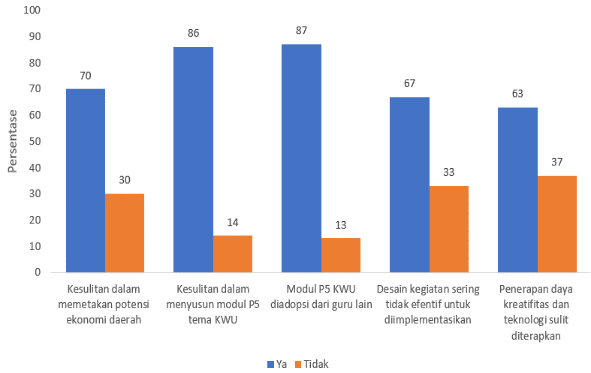 100
90
80
70
60
50
40
30
20
10
0
Persentase
70
30
86
14
87
13
67
33
63
37
Kesulitan dalam
memetakan potensi
ekonomi daerah
Kesulitan dalam
menyusun modul P5
tema KWU
Modul P5 KWU
diadopsi dari guru lain
Desain kegiatan sering
tidak efentif untuk
diimplementasikan
Penerapan daya
kreatifitas dan
teknologi sulit
diterapkan
Ya Tidak